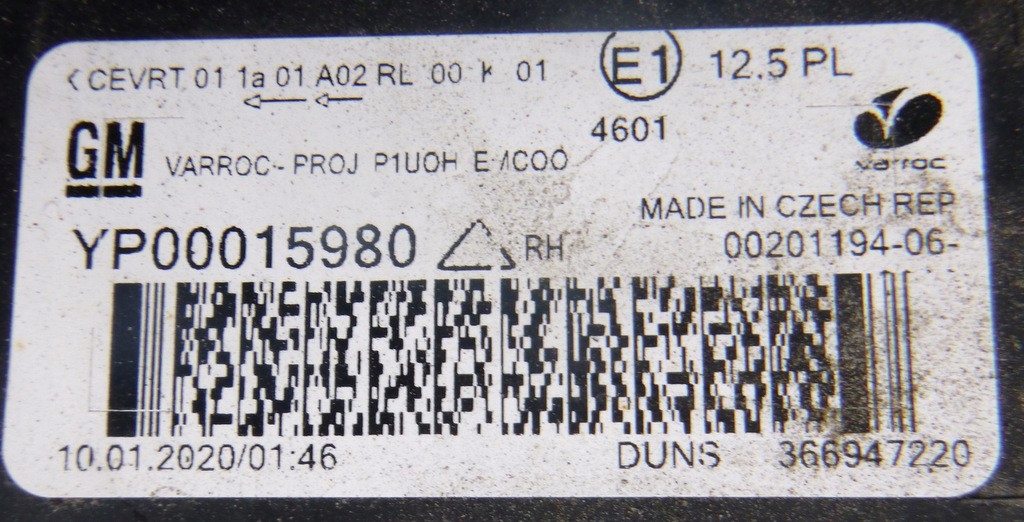 CEVRT 01 1a 01 A02 RL 00 01
E1 12.5 PL
4601
GM VARROC - PROJ P1UOH
varroc
MADE IN CZECH REP
YP00015980 RH 00201194-06-
10.01.2020/01:46 DUNS 366947220